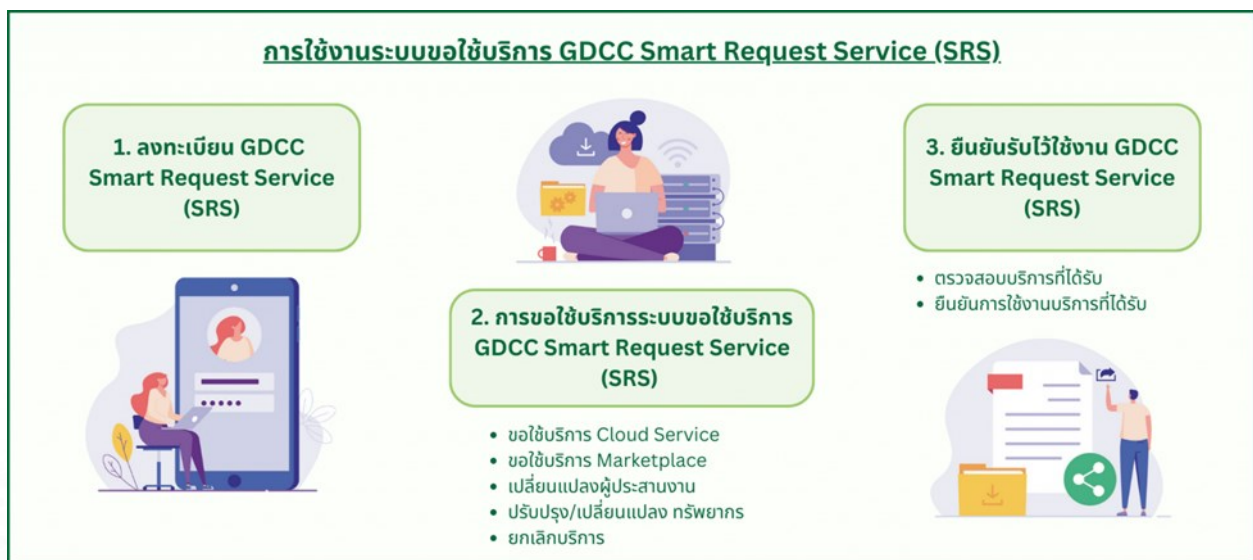 การใช้งานระบบขอใช้บริการ GDCC Smart Request Service (SRS)
1. ลงทะเบียน GDCC
Smart Request Service
(SRS)
2. การขอใช้บริการระบบขอใช้บริการ
GDCC Smart Request Service
(SRS)
• ขอใช้บริการ Cloud Service
• ขอใช้บริการ Marketplace
• เปลี่ยนแปลงผู้ประสานงาน
• ปรับปรุง/เปลี่ยนแปลง ทรัพยากร
• ยกเลิกบริการ
3. ยืนยันรับไว้ใช้งาน GDCC
Smart Request Service
(SRS)
• ตรวจสอบบริการที่ได้รับ
• ยืนยันการใช้งานบริการที่ได้รับ